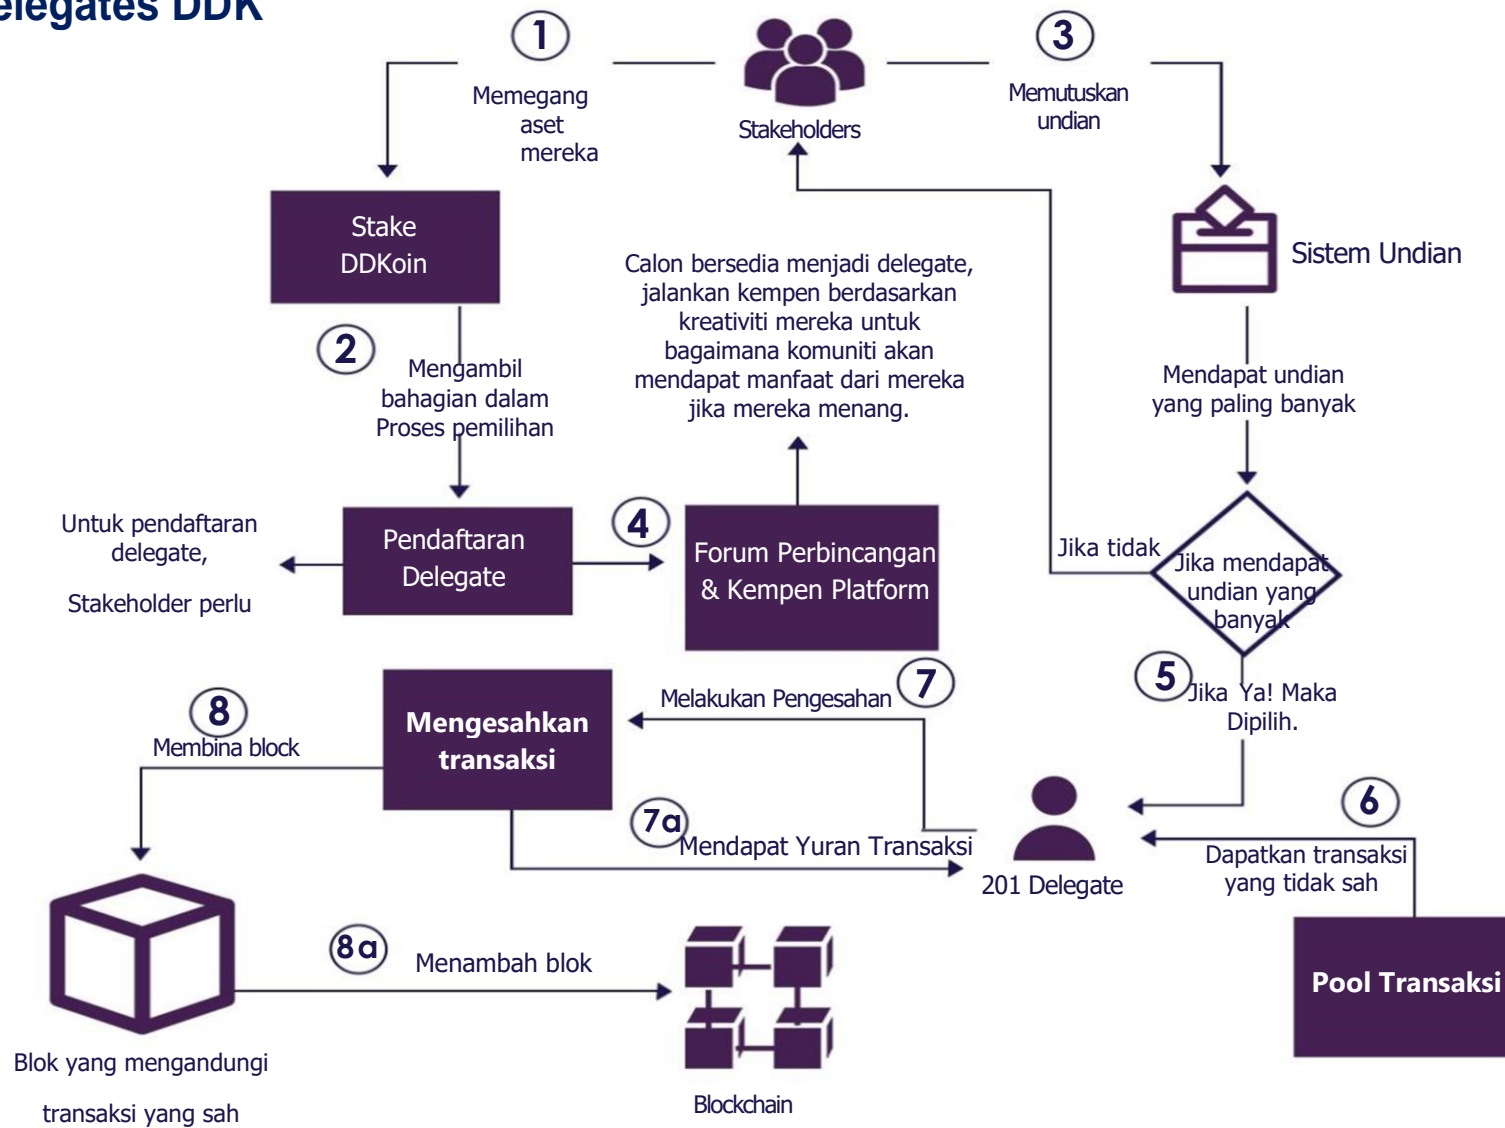 elegates DDK
1
3
Memegang
aset
mereka
Stakeholders
Memutuskan
undian
Stake
DDKoin
Sistem Undian
2
Mengambil
bahagian dalam
Proses pemilihan
Calon bersedia menjadi delegate,
jalankan kempen berdasarkan
kreativiti mereka untuk
bagaimana komuniti akan
mendapat manfaat dari mereka
jika mereka menang.
Mendapat undian
yang paling banyak
Untuk pendaftaran
delegate,
Stakeholder perlu
Pendaftaran
Delegate
4
Forum Perbincangan
& Kempen Platform
Jika tidak
Jika mendapat
undian yang
banyak
5
Jika Ya! Maka
Dipilih.
8
Membina block
Mengesahkan
transaksi
Melakukan Pengesahan
7
7a
Mendapat Yuran Transaksi
201 Delegate
6
Dapatkan transaksi
yang tidak sah
Pool Transaksi
8a
Menambah blok
Blok yang mengandungi
transaksi yang sah
Blockchain